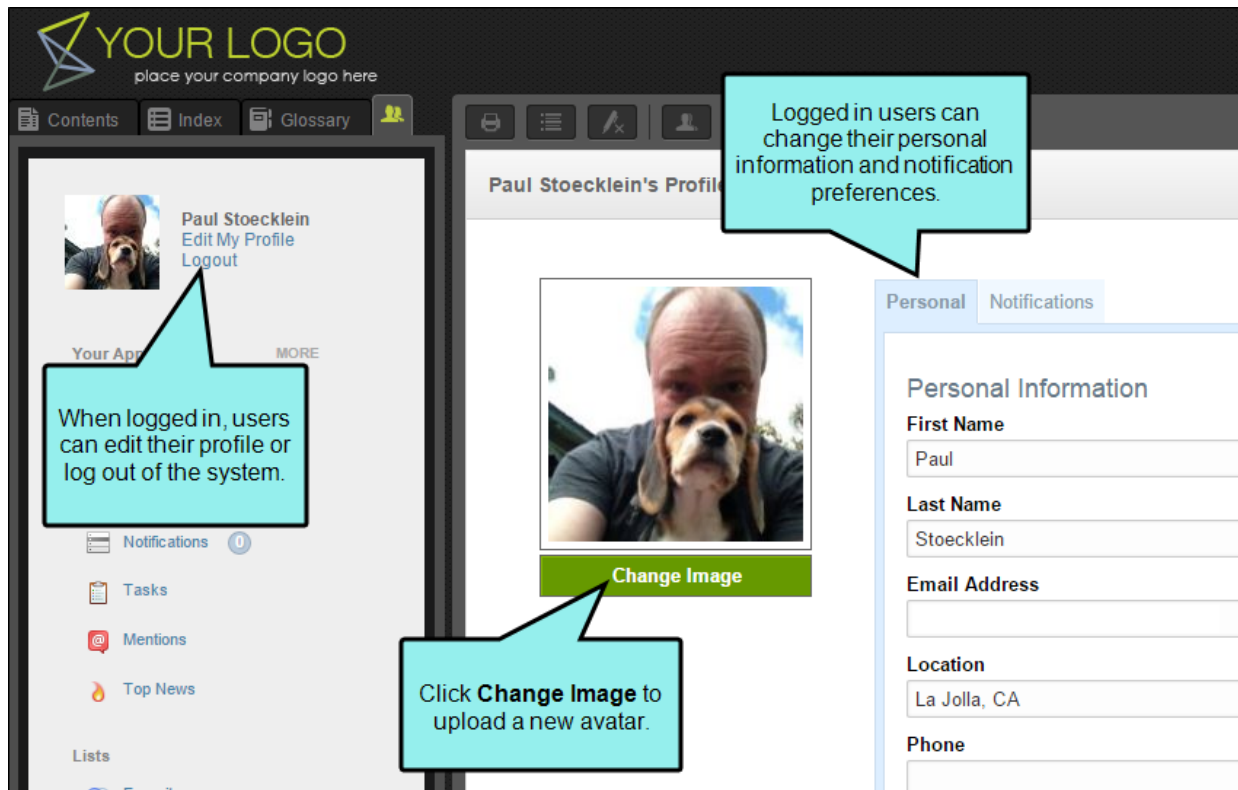 YOUR LOGO
place your company logo here
Contents
Index
Glossary
Logged in users can
change their personal
information and notification
preferences.
Paul Stoecklein's Profile
Paul Stoecklein
Edit My Profile
Logout
Personal
Notifications
Your
MORE
When logged in, users
can edit their profile or
log out of the system.
Notifications 0
Tasks
Mentions
Top News
Lists
Change Image
Click Change Image to
upload a new avatar.
Personal Information
First Name
Paul
Last Name
Stoecklein
Email Address
Location
La Jolla, CA
Phone